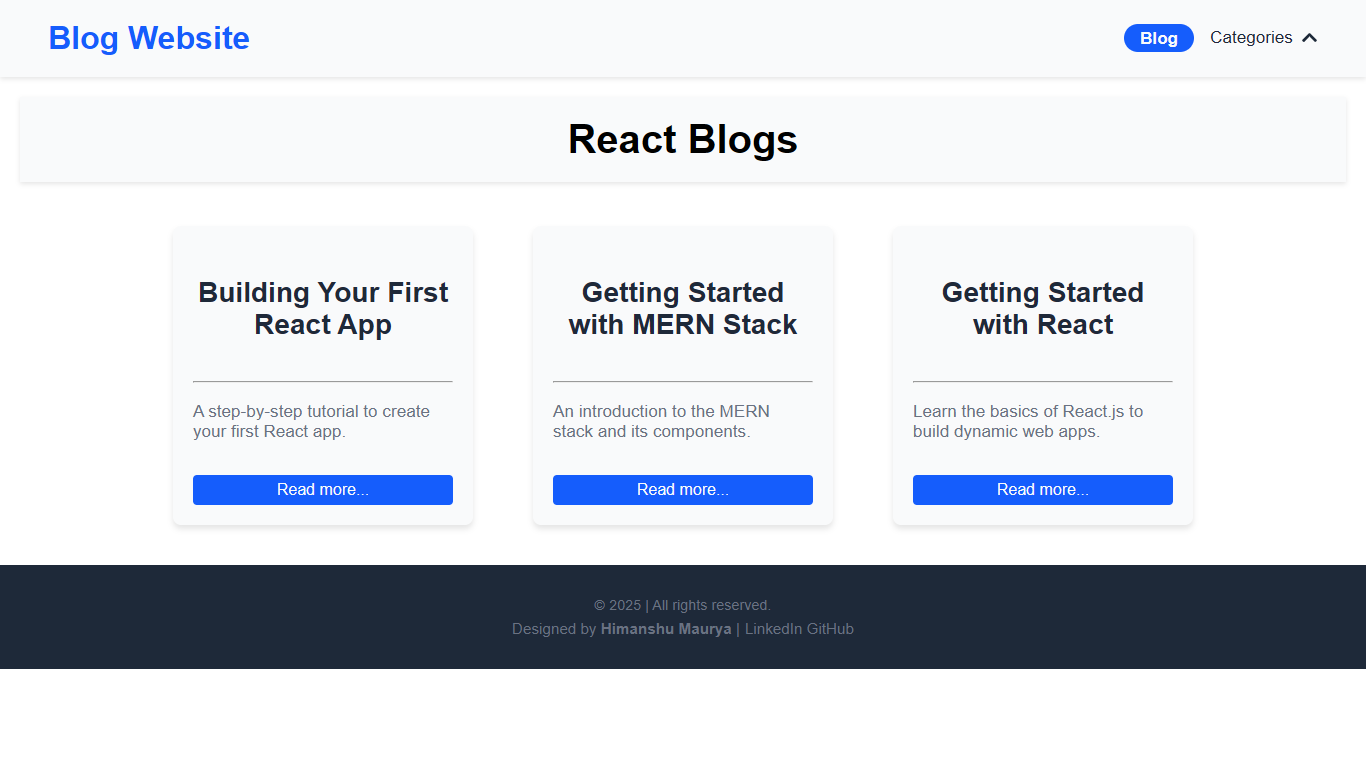 Blog Website
Blog
Categories
React Blogs
Building Your First
React App
A step-by-step tutorial to create
your first React app.
Read more...
Getting Started
with MERN Stack
An introduction to the MERN
stack and its components.
Read more...
Getting Started
with React
Learn the basics of React.js to
build dynamic web apps.
Read more...
© 2025 | All rights reserved.
Designed by Himanshu Maurya | LinkedIn GitHub